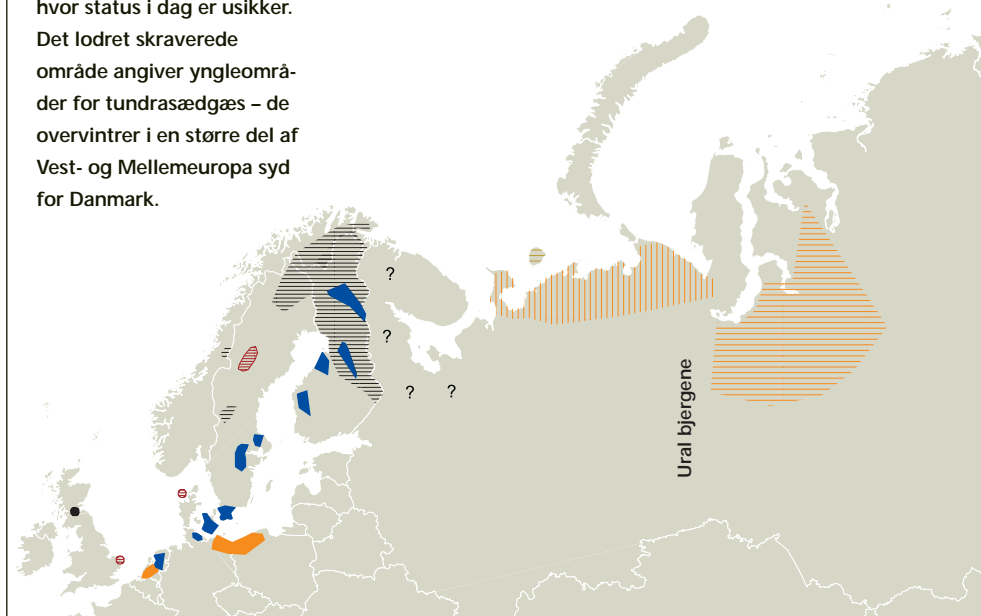 hvor status i dag er usikker.
Det lodret skraverede
område angiver yngleområ-
der for tundrasædgæs – de
overvintrer i en større del af
Vest- og Mellemeuropa syd
for Danmark.
?
?
? ?
Ural bjergene